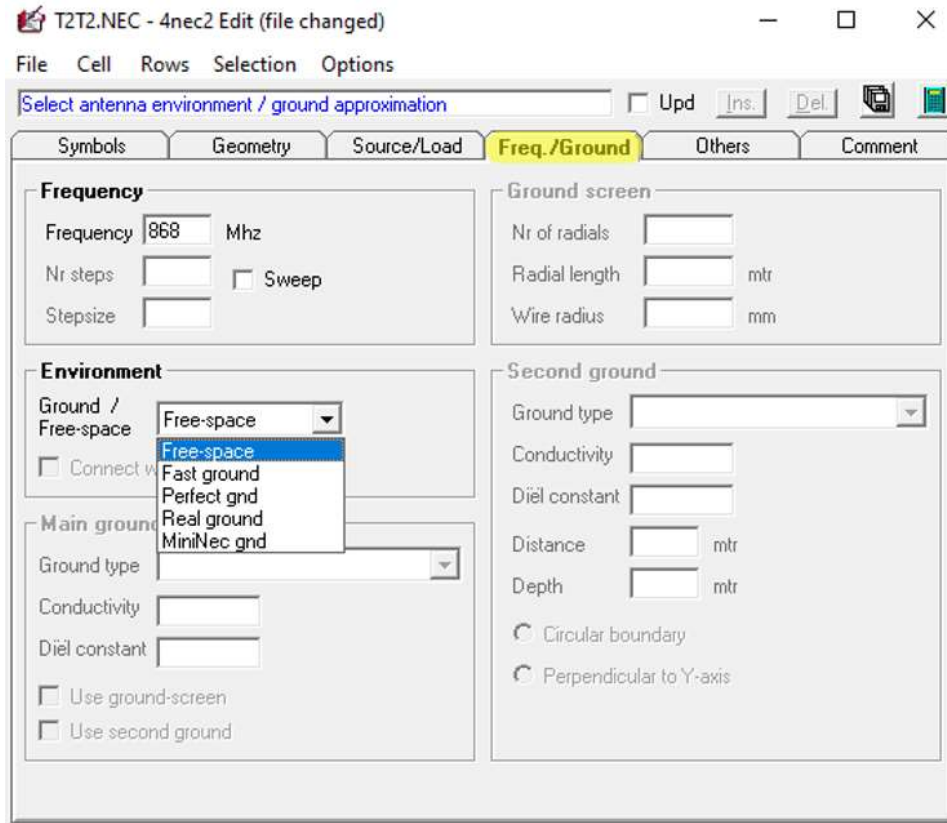 T2T2.NEC - 4nec2 Edit (file changed)
File Cell Rows Selection Options
Select antenna environment / ground approximation
Upd Ins. Del.
Symbols Geometry Source/Load Freq./Ground Others Comment
Frequency
Frequency 868 Mhz
Nr steps
Sweep
Stepsize
Environment
Ground /
Free-space
Free-space
Free-space
Fast ground
Perfect gnd
Real ground
MiniNec gnd
Connect w
Main ground
Ground type
Conductivity
Diël constant
Use ground-screen
Use second ground
Ground screen
Nr of radials
Radial length mtr
Wire radius mm
Second ground
Ground type
Conductivity
Diël constant
Distance mtr
Depth mtr
Circular boundary
Perpendicular to Y-axis